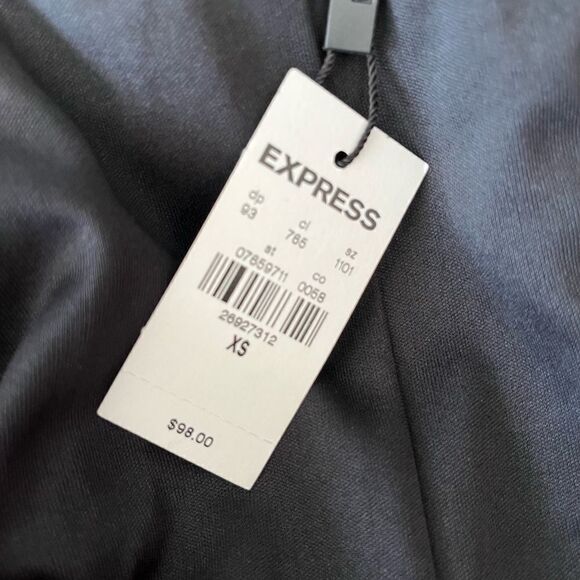 EXPRESS
dp cl sz
93 765 1101
st co
07659711 0058
26927312
XS
$98.00